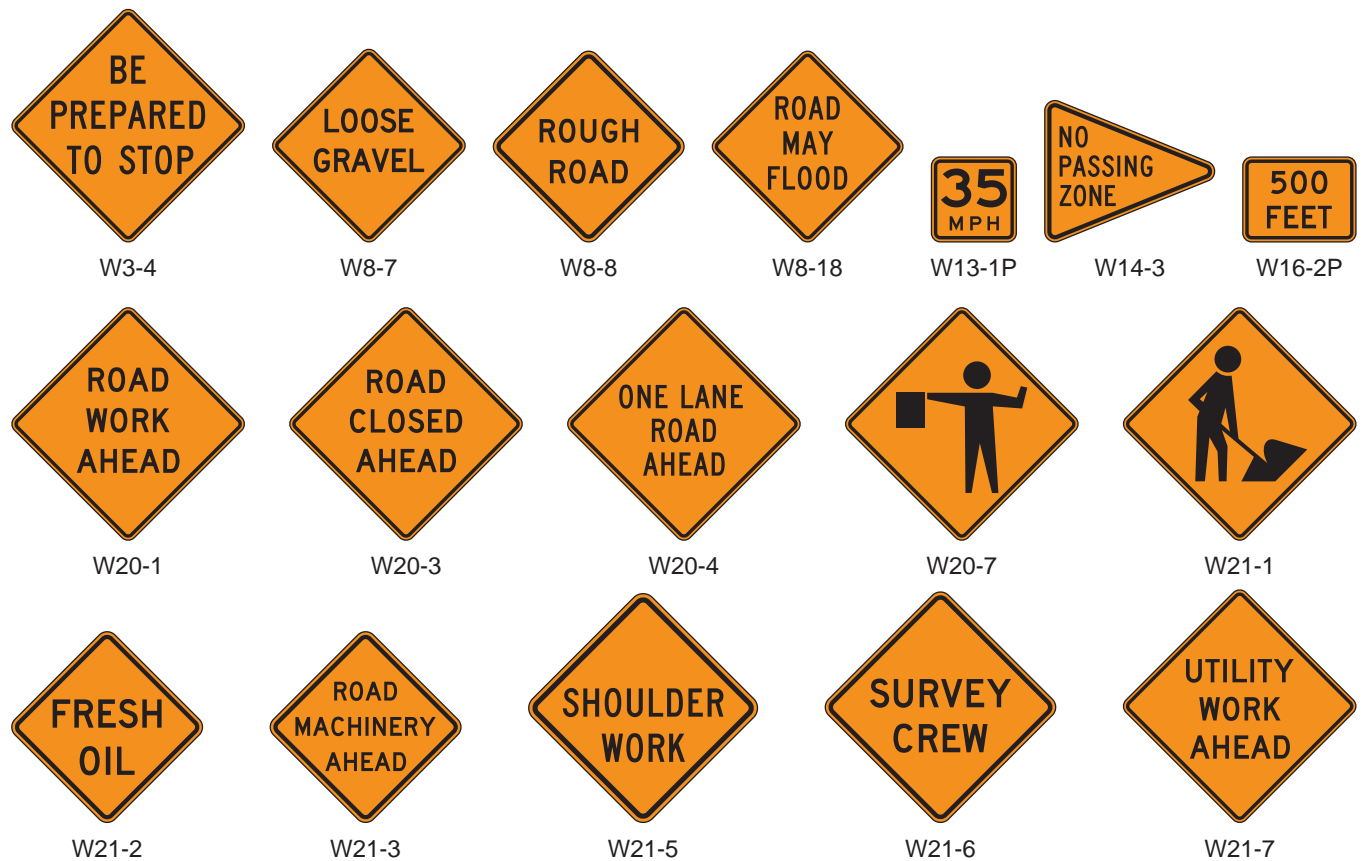 BE
PREPARED
TO STOP
W3-4
LOOSE
GRAVEL
W8-7
ROUGH
ROAD
W8-8
ROAD
MAY
FLOOD
W8-18
35
MPH
W13-1P
NO
PASSING
ZONE
W14-3
500
FEET
W16-2P
ROAD
WORK
AHEAD
W20-1
ROAD
CLOSED
AHEAD
W20-3
ONE LANE
ROAD
AHEAD
W20-4
W20-7
W21-1
FRESH
OIL
W21-2
ROAD
MACHINERY
AHEAD
W21-3
SHOULDER
WORK
W21-5
SURVEY
CREW
W21-6
UTILITY
WORK
AHEAD
W21-7